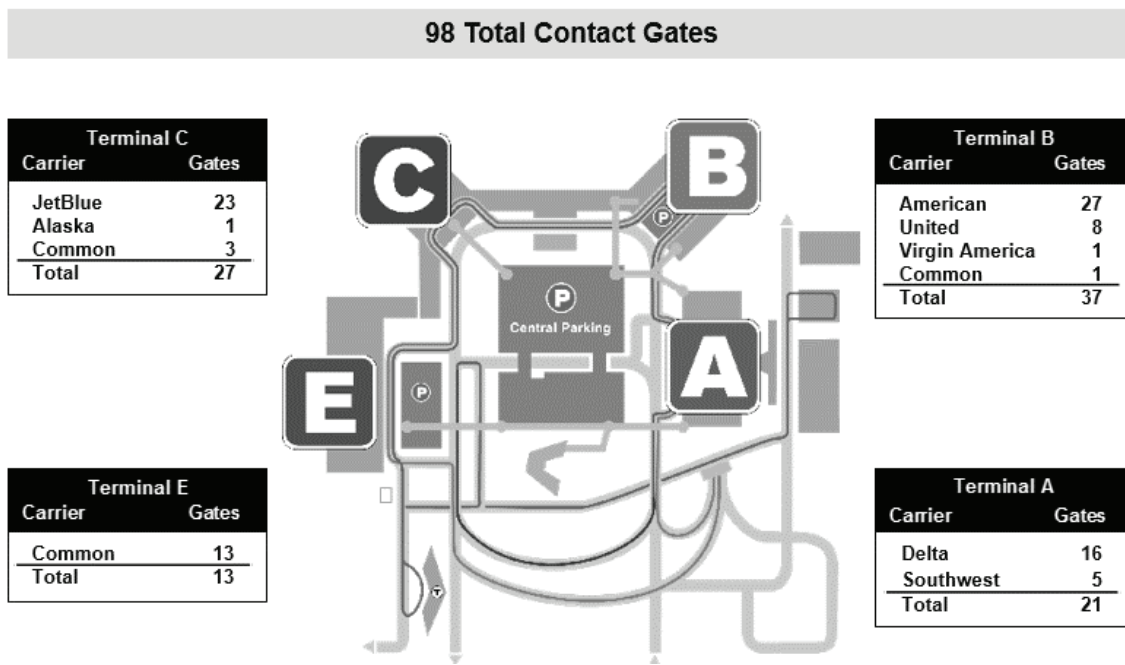 98 Total Contact Gates
Terminal C
Carrier Gates
JetBlue 23
Alaska 1
Common 3
Total 27
Terminal B
Carrier Gates
American 27
United 8
Virgin America 1
Common 1
Total 37
C
B
P
P
Central Parking
A
E
P
T
Terminal E
Carrier Gates
Common 13
Total 13
Terminal A
Carrier Gates
Delta 16
Southwest 5
Total 21